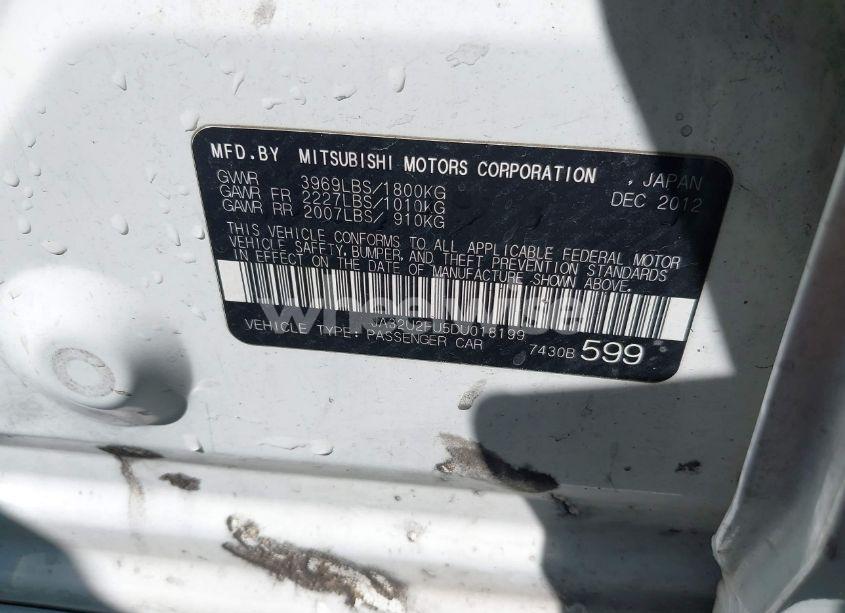 MFD.BY MITSUBISHI MOTORS CORPORATION , JAPAN
GVWR 3969LBS/1800KG DEC 2012
GAWR FR 2227LBS/1010KG
GAWR RR 2007LBS/ 910KG
THIS VEHICLE CONFORMS TO ALL APPLICABLE FEDERAL MOTOR
VEHICLE SAFETY, BUMPER, AND THEFT PREVENTION STANDARDS
IN EFFECT ON THE DATE OF MANUFACTURE SHOWN ABOVE.
JA32U2FU6DU018199
VEHICLE TYPE: PASSENGER CAR 7430B 599